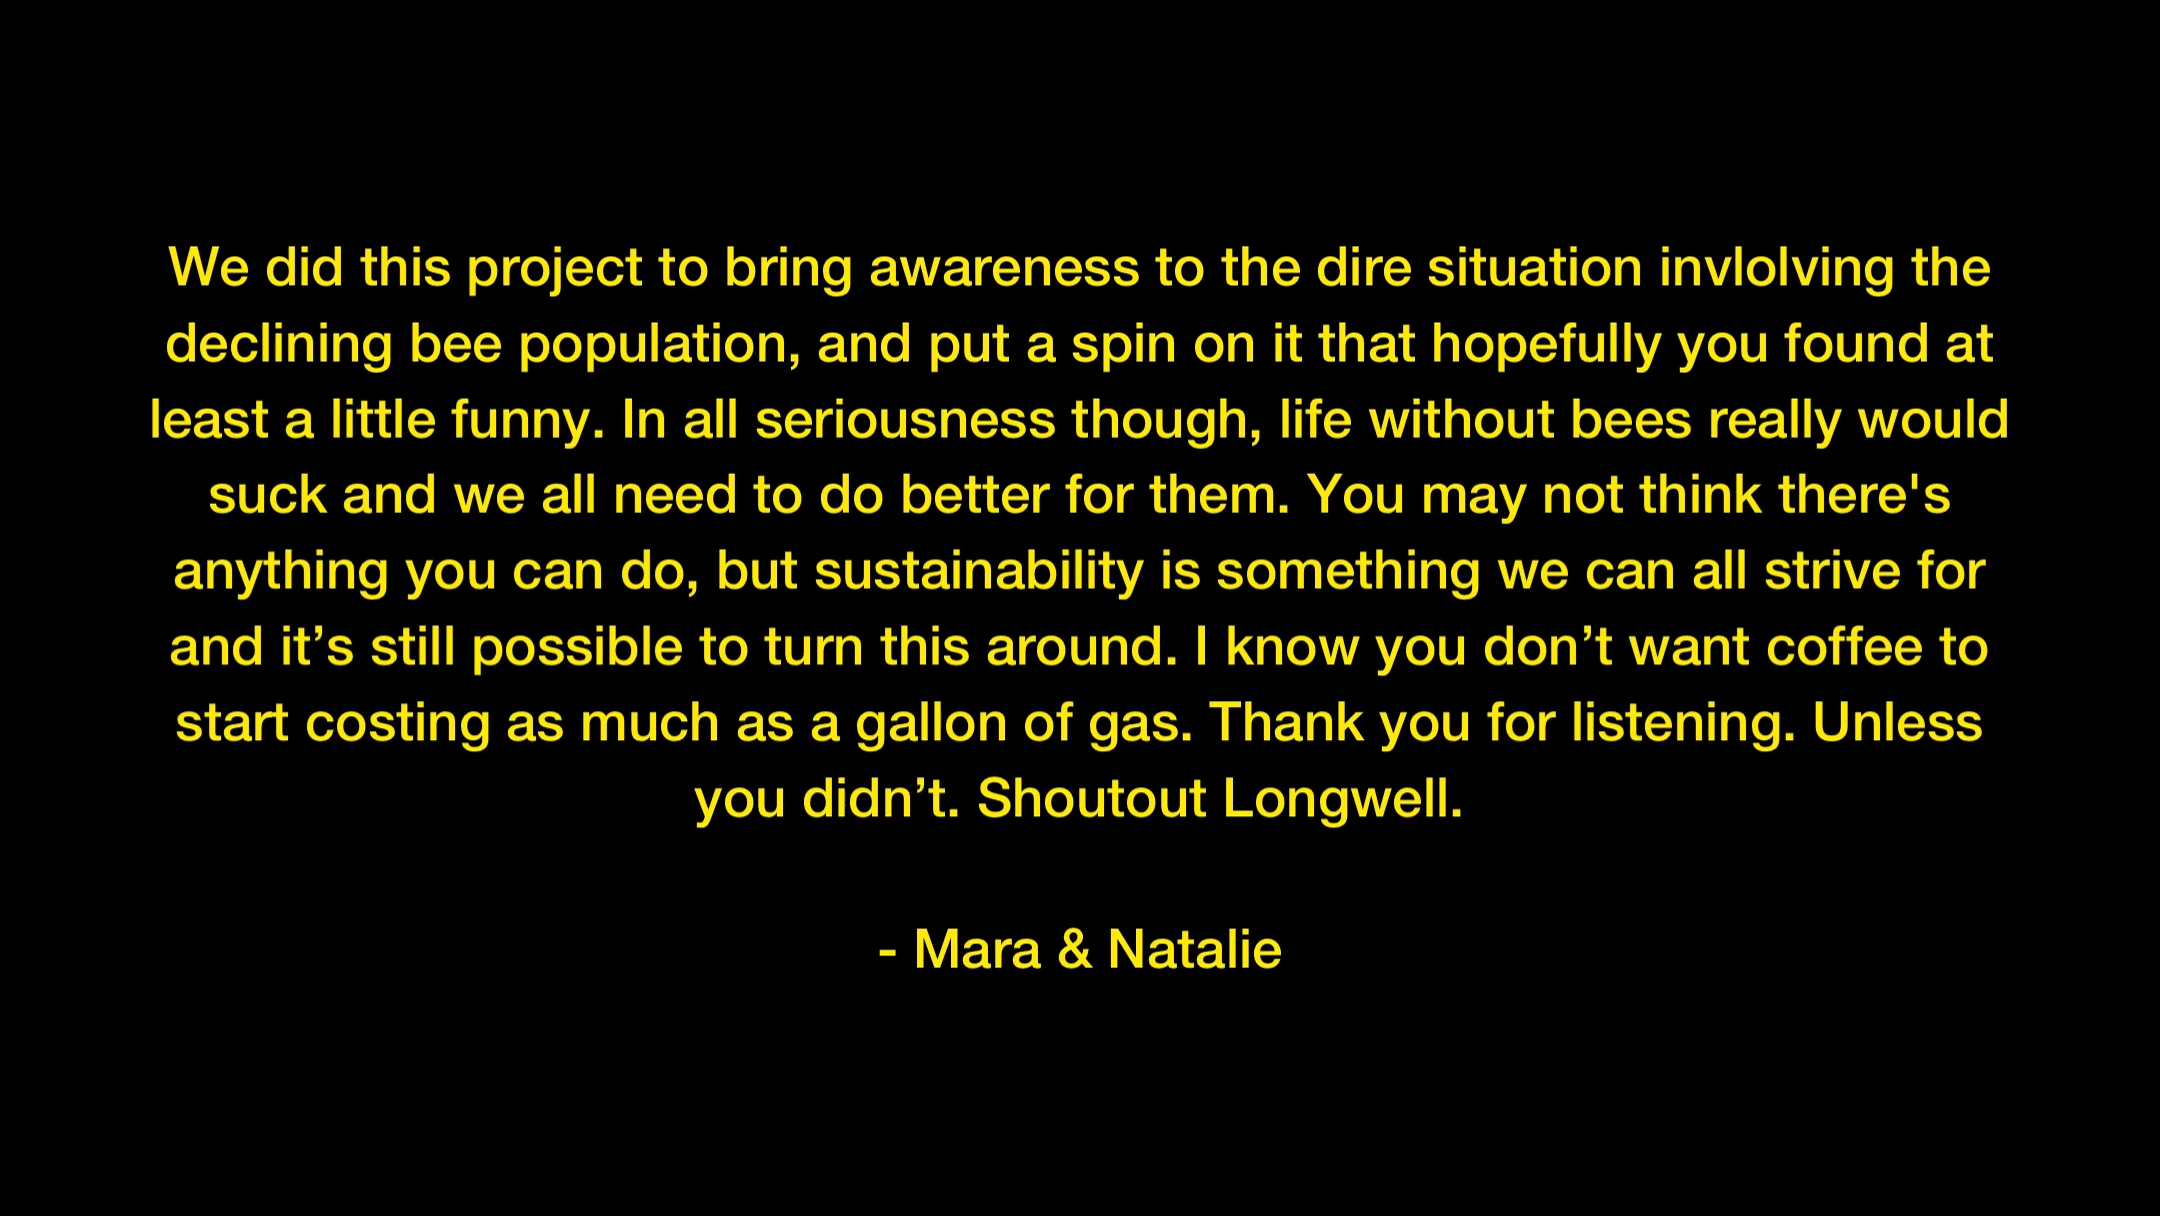 We did this project to bring awareness to the dire situation invlolving the
declining bee population, and put a spin on it that hopefully you found at
least a little funny. In all seriousness though, life without bees really would
suck and we all need to do better for them. You may not think there's
anything you can do, but sustainability is something we can all strive for
and it’s still possible to turn this around. I know you don’t want coffee to
start costing as much as a gallon of gas. Thank you for listening. Unless
you didn’t. Shoutout Longwell.
- Mara & Natalie